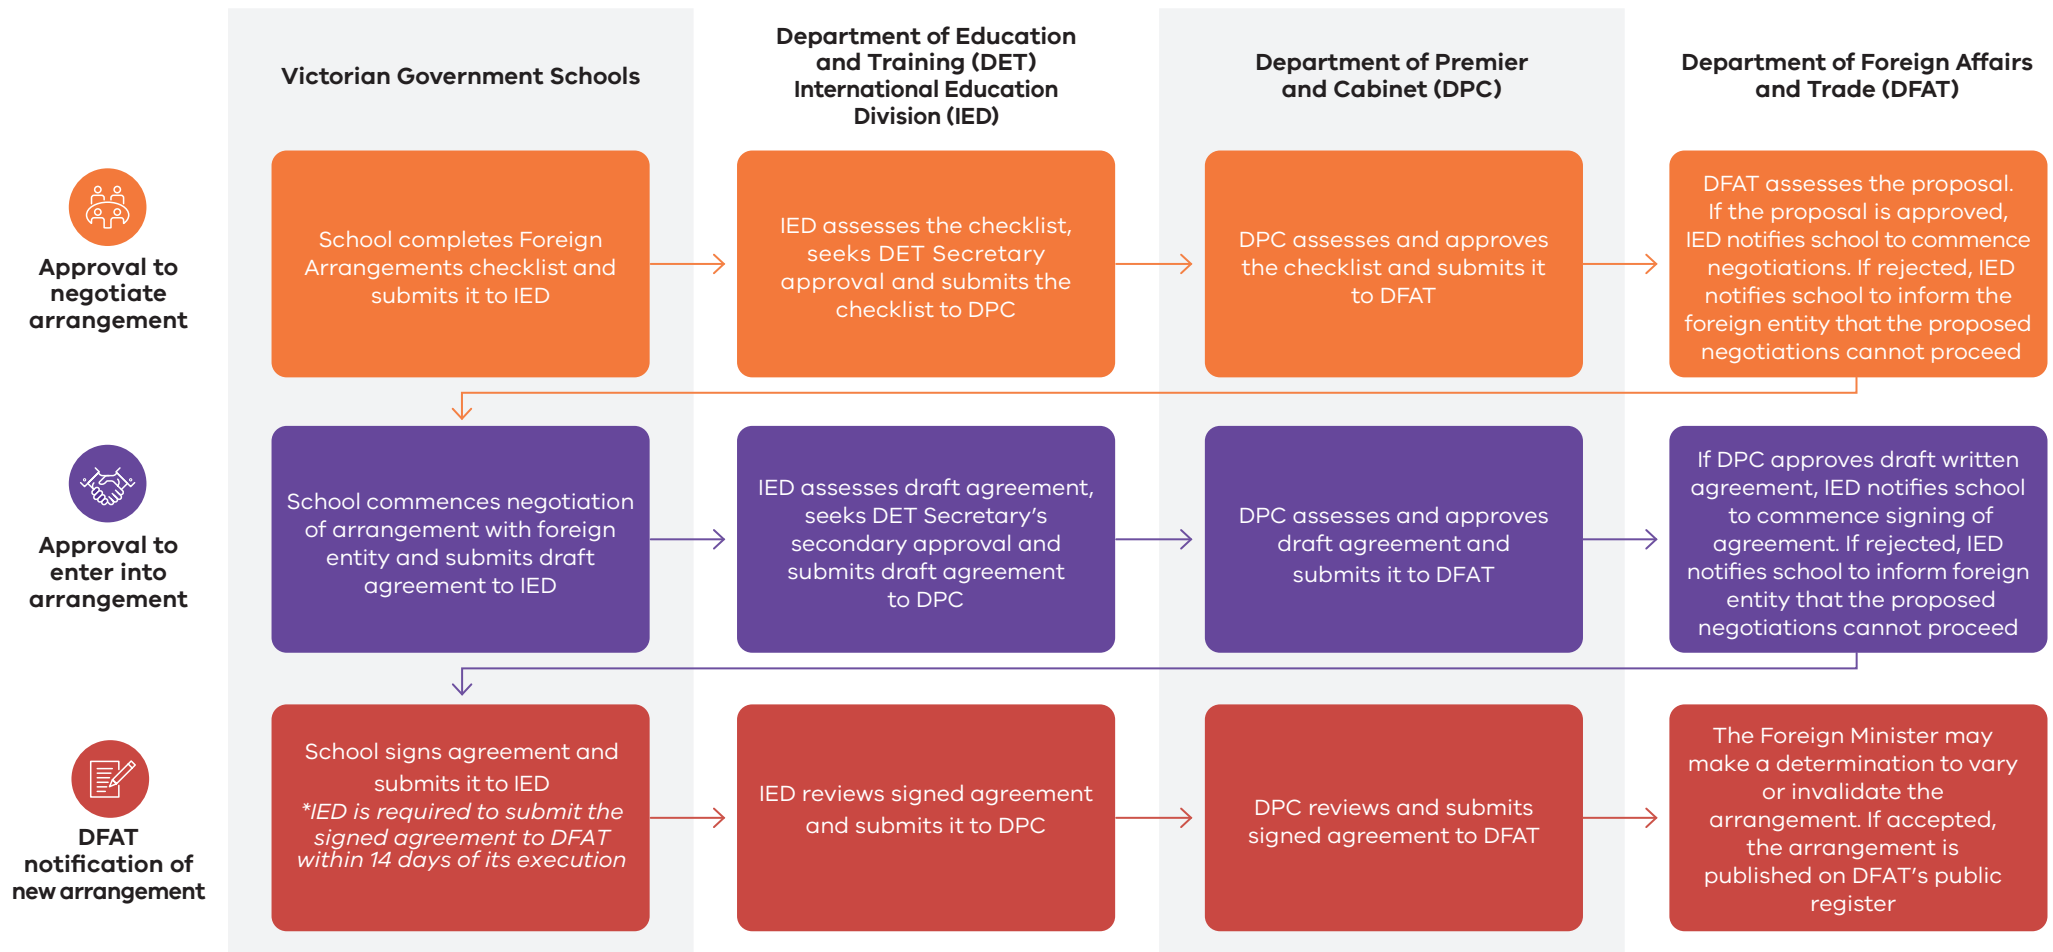 Victorian Government Schools
Department of Education
and Training (DET)
International Education
Division (IED)
Department of Premier
and Cabinet (DPC)
Department of Foreign Affairs
and Trade (DFAT)
Approval to
negotiate
arrangement
School completes Foreign
Arrangements checklist and
submits it to IED
IED assesses the checklist,
seeks DET Secretary
approval and submits the
checklist to DPC
DPC assesses and approves
the checklist and submits it
to DFAT
DFAT assesses the proposal.
If the proposal is approved,
IED notifies school to commence
negotiations. If rejected, IED
notifies school to inform the
foreign entity that the proposed
negotiations cannot proceed
Approval to
enter into
arrangement
School commences negotiation
of arrangement with foreign
entity and submits draft
agreement to IED
IED assesses draft agreement,
seeks DET Secretary’s
secondary approval and
submits draft agreement
to DPC
DPC assesses and approves
draft agreement and
submits it to DFAT
If DPC approves draft written
agreement, IED notifies school
to commence signing of
agreement. If rejected, IED
notifies school to inform foreign
entity that the proposed
negotiations cannot proceed
DFAT
notification of
new arrangement
School signs agreement and
submits it to IED
*IED is required to submit the
signed agreement to DFAT
within 14 days of its execution
IED reviews signed agreement
and submits it to DPC
DPC reviews and submits
signed agreement to DFAT
The Foreign Minister may
make a determination to vary
or invalidate the
arrangement. If accepted,
the arrangement is
published on DFAT’s public
register